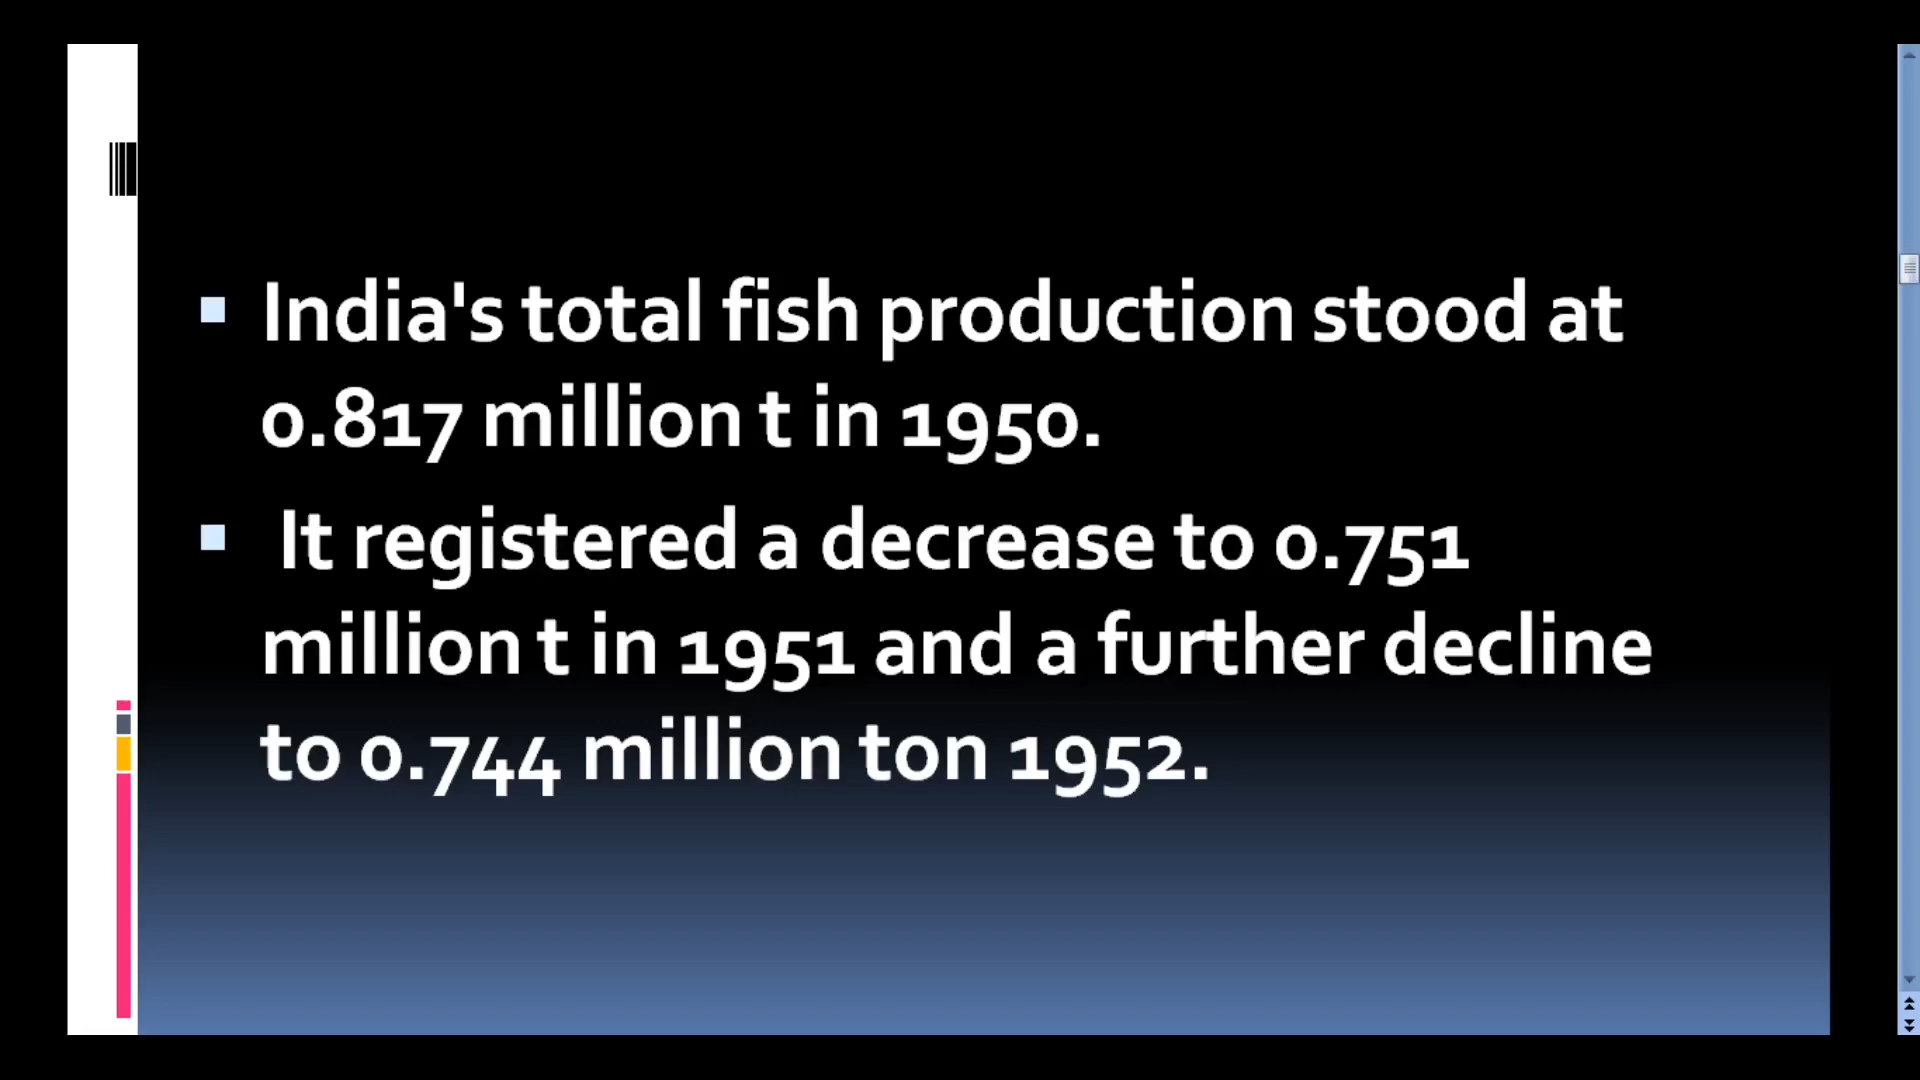 India's total fish production stood at
0.817 million t in 1950.
It registered a decrease to 0.751
million t in 1951 and a further decline
to 0.744 million ton 1952.